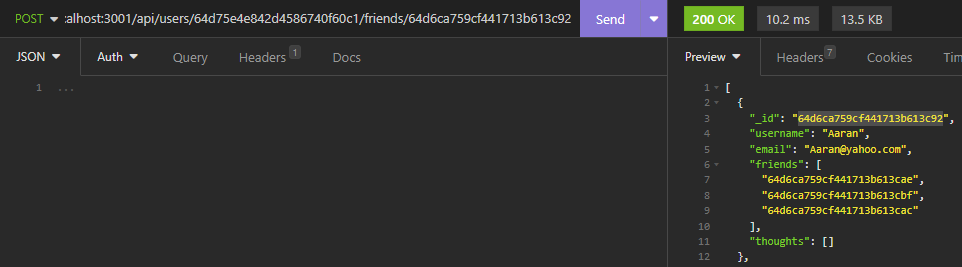 POST :alhost:3001/api/users/64d75e4e842d4586740f60c1/friends/64d6ca759cf441713b613c92 Send 200 OK 10.2 ms 13.5 KB
JSON Auth Query Headers 1 Docs Preview Headers 7 Cookies Tim
1 ...
1 [
2 {
3 "_id": "64d6ca759cf441713b613c92",
4 "username": "Aaran",
5 "email": "Aaran@yahoo.com",
6 "friends": [
7 "64d6ca759cf441713b613cae",
8 "64d6ca759cf441713b613cbf",
9 "64d6ca759cf441713b613cac"
10 ],
11 "thoughts": []
12 },